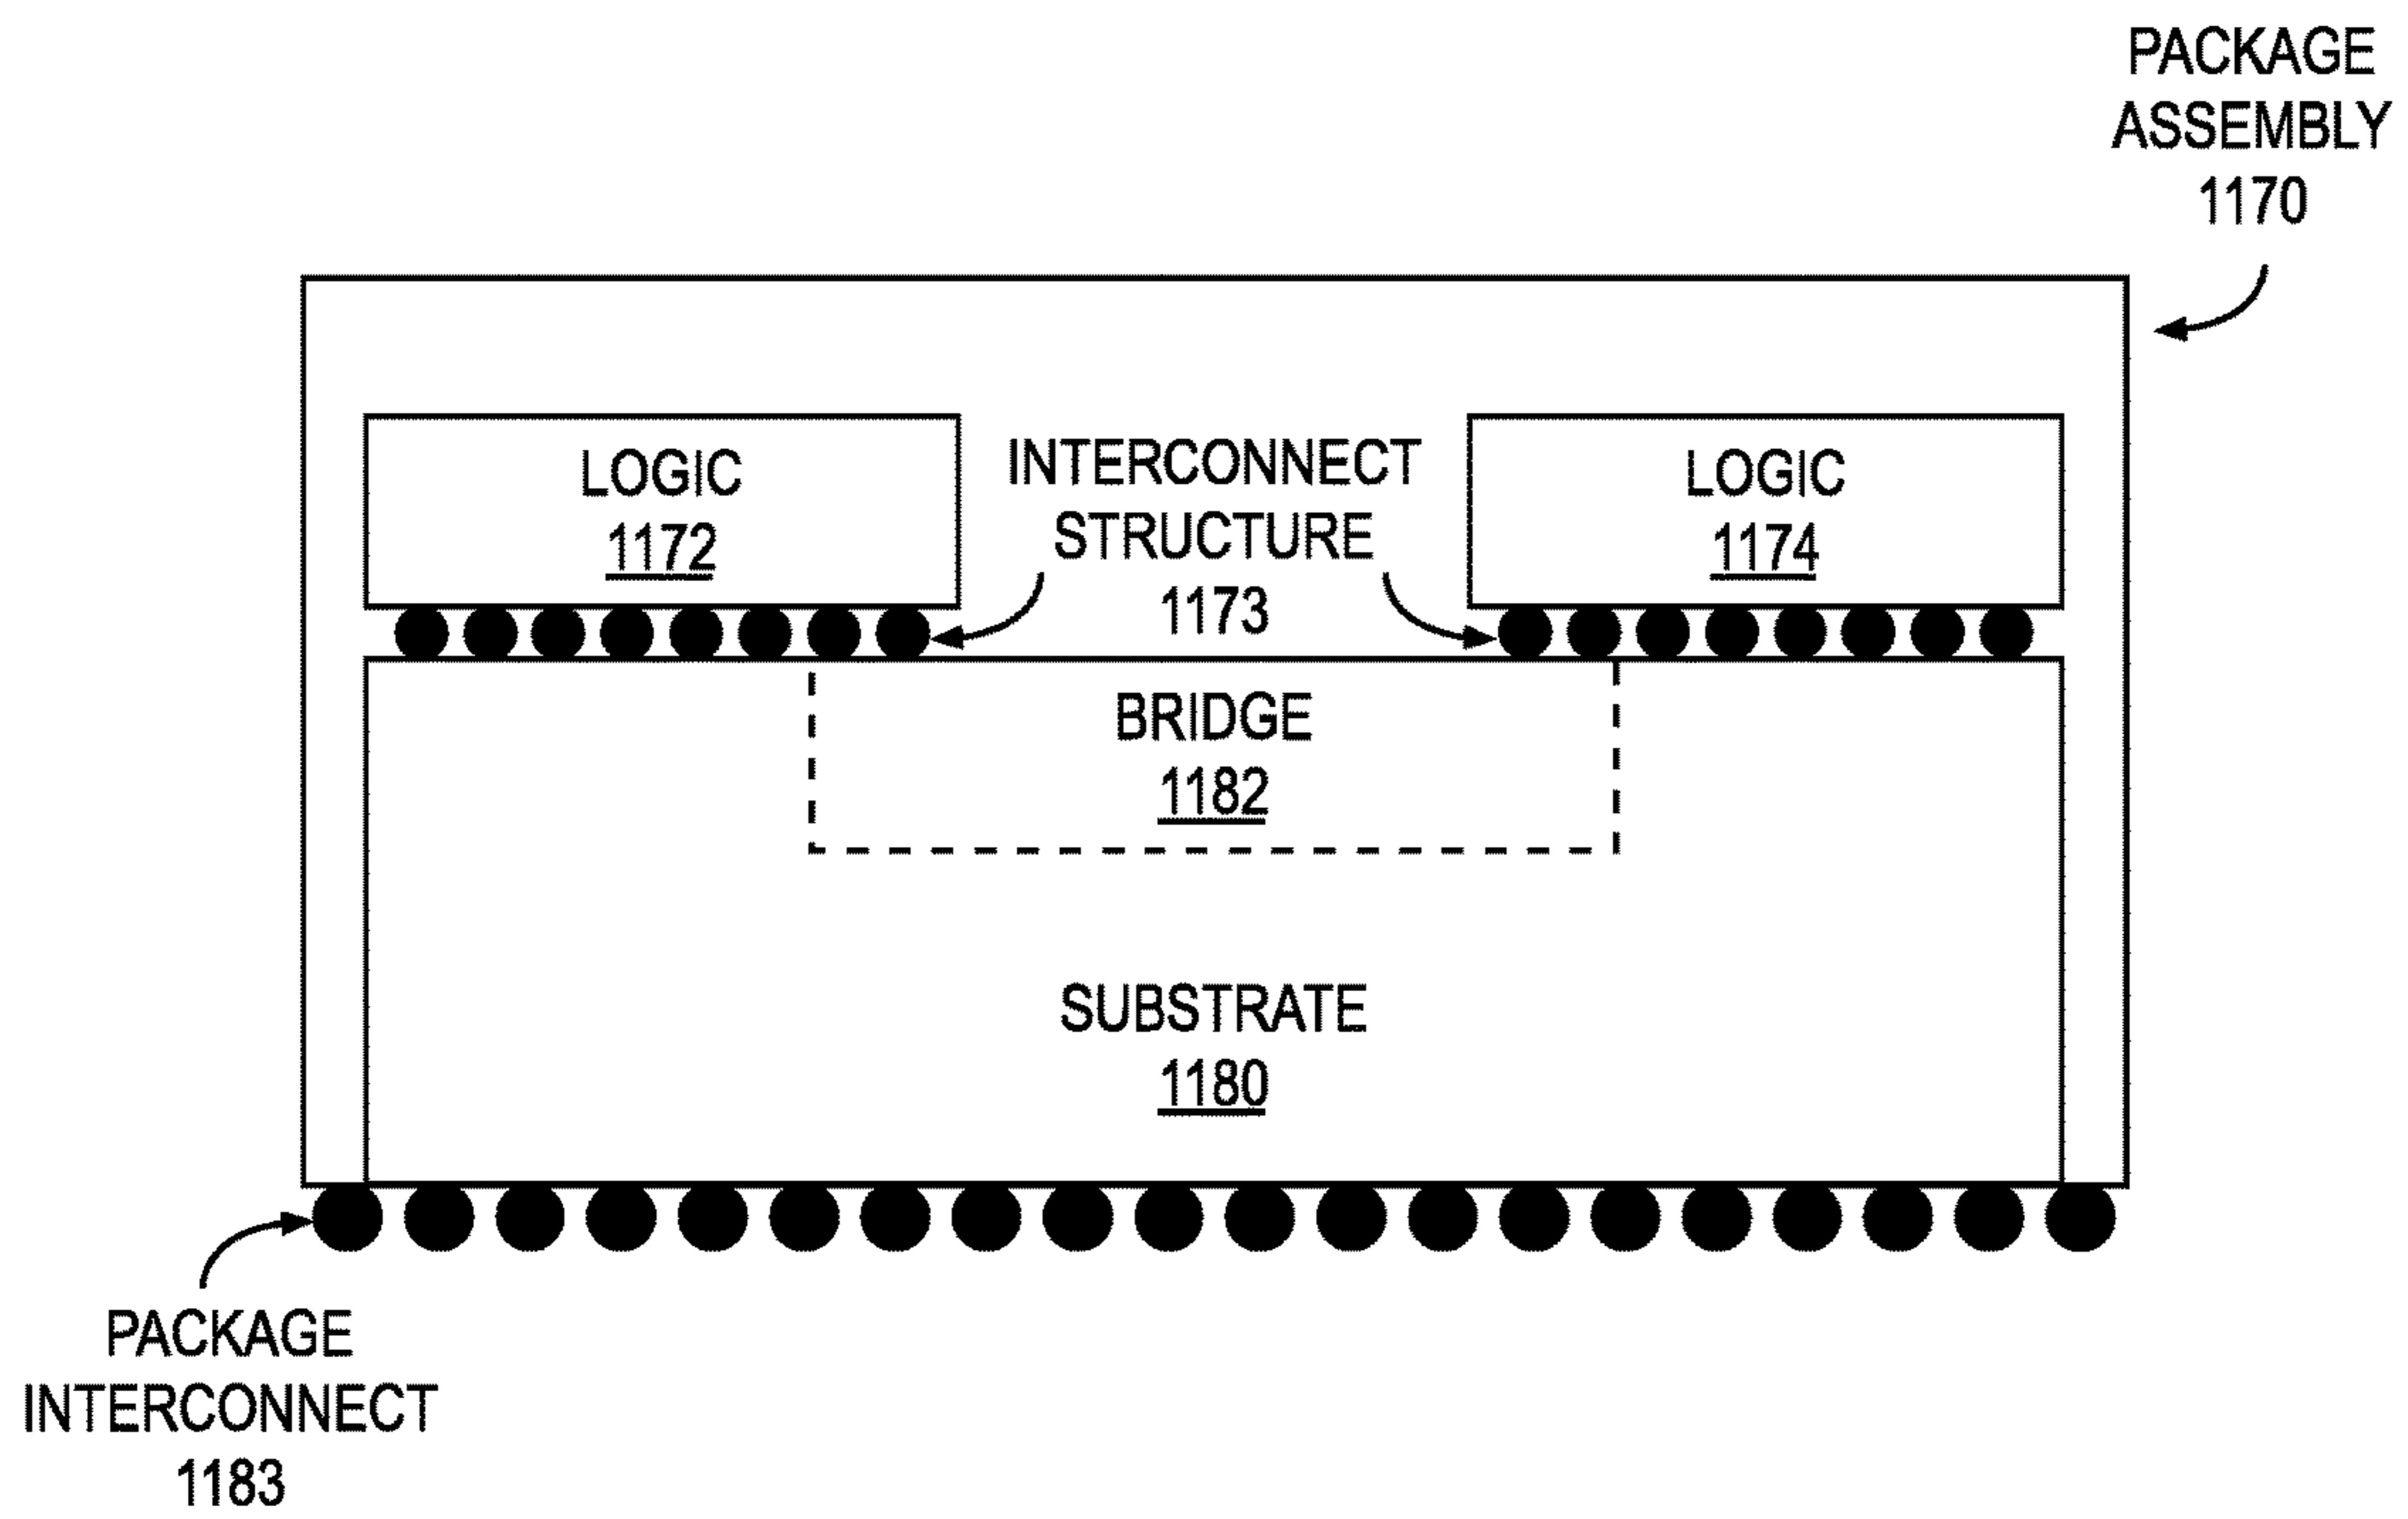 PACKAGE
ASSEMBLY
1170
LOGIC
1172
INTERCONNECT
STRUCTURE
1173
LOGIC
1174
BRIDGE
1182
SUBSTRATE
1180
PACKAGE
INTERCONNECT
1183